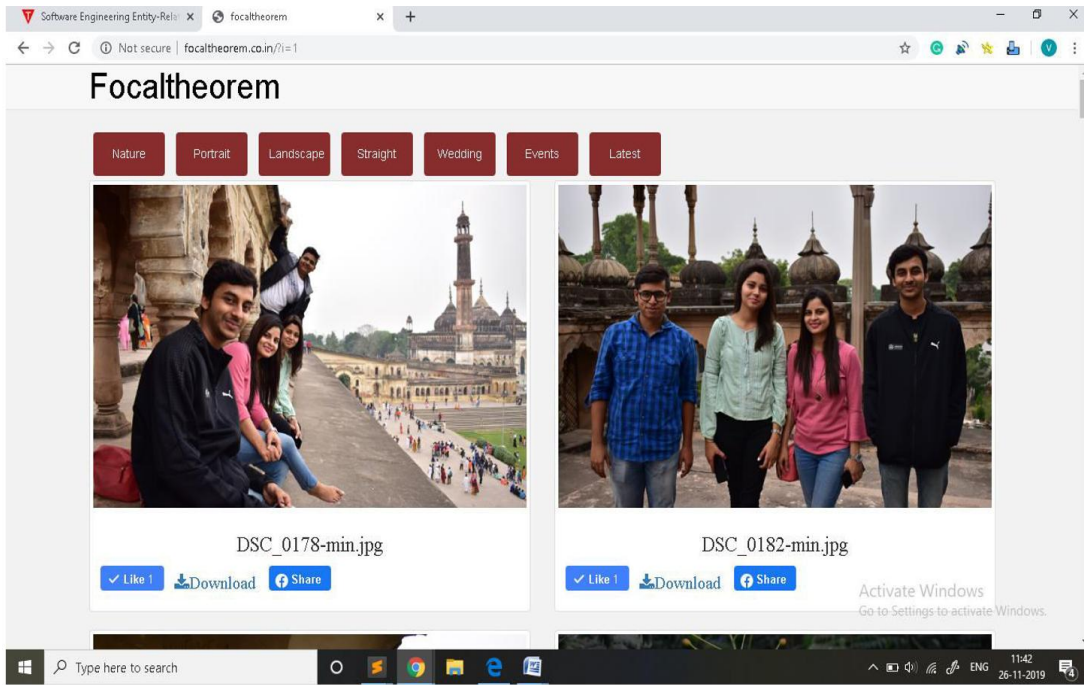 Software Engineering Entity-Rela
focaltheorem
Not secure | focaltheorem.co.in/?i=1
V
Focaltheorem
Nature Portrait Landscape Straight Wedding Events Latest
DSC_0178-min.jpg
DSC_0182-min.jpg
Like 1 Download Share
Like 1 Download Share
Activate Windows
Go to Settings to activate Windows.
Type here to search
ENG
11:42
26-11-2019
4